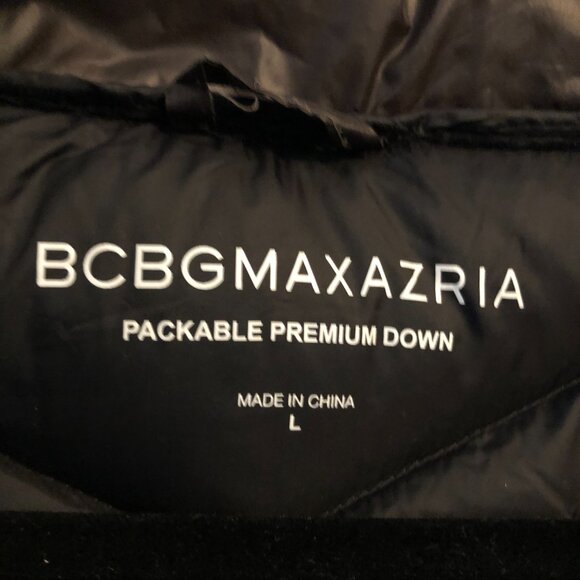 BCBGMAXAZRIA
PACKABLE PREMIUM DOWN
MADE IN CHINA
L